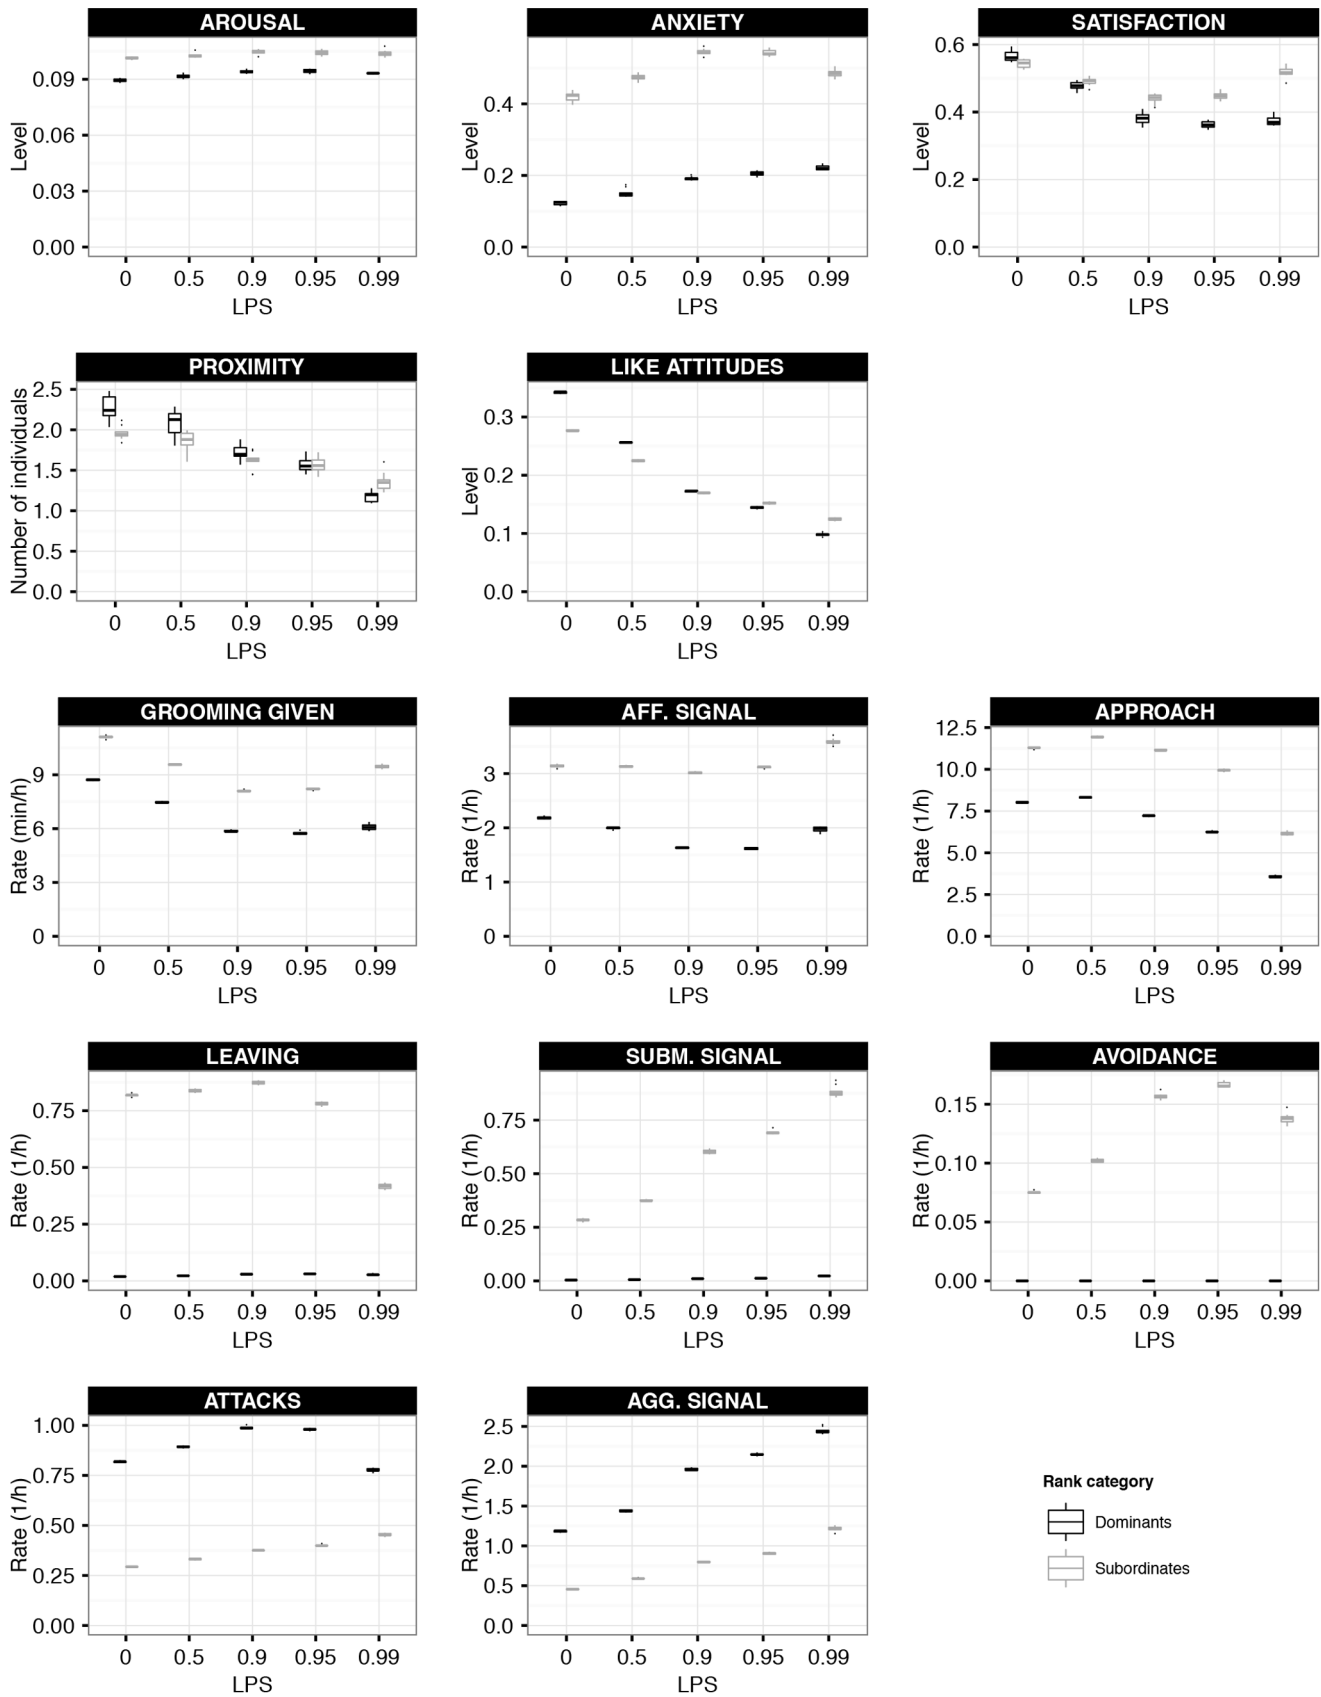 AROUSAL
ANXIETY
SATISFACTION
Level
0.09
0.06
0.03
0.00
0 0.5 0.9 0.95 0.99
LPS
Level
0.4
0.2
0.0
0 0.5 0.9 0.95 0.99
LPS
Level
0.6
0.4
0.2
0.0
0 0.5 0.9 0.95 0.99
LPS
PROXIMITY
LIKE ATTITUDES
Number of individuals
2.5
2.0
1.5
1.0
0.5
0.0
0 0.5 0.9 0.95 0.99
LPS
Level
0.3
0.2
0.1
0.0
0 0.5 0.9 0.95 0.99
LPS
GROOMING GIVEN
AFF. SIGNAL
APPROACH
Rate (min/h)
9
6
3
0
0 0.5 0.9 0.95 0.99
LPS
Rate (1/h)
3
2
1
0
0 0.5 0.9 0.95 0.99
LPS
Rate (1/h)
12.5
10.0
7.5
5.0
2.5
0.0
0 0.5 0.9 0.95 0.99
LPS
LEAVING
SUBM. SIGNAL
AVOIDANCE
Rate (1/h)
0.75
0.50
0.25
0.00
0 0.5 0.9 0.95 0.99
LPS
Rate (1/h)
0.75
0.50
0.25
0.00
0 0.5 0.9 0.95 0.99
LPS
Rate (1/h)
0.15
0.10
0.05
0.00
0 0.5 0.9 0.95 0.99
LPS
ATTACKS
AGG. SIGNAL
Rate (1/h)
1.00
0.75
0.50
0.25
0.00
0 0.5 0.9 0.95 0.99
LPS
Rate (1/h)
2.5
2.0
1.5
1.0
0.5
0.0
0 0.5 0.9 0.95 0.99
LPS
Rank category
Dominants
Subordinates